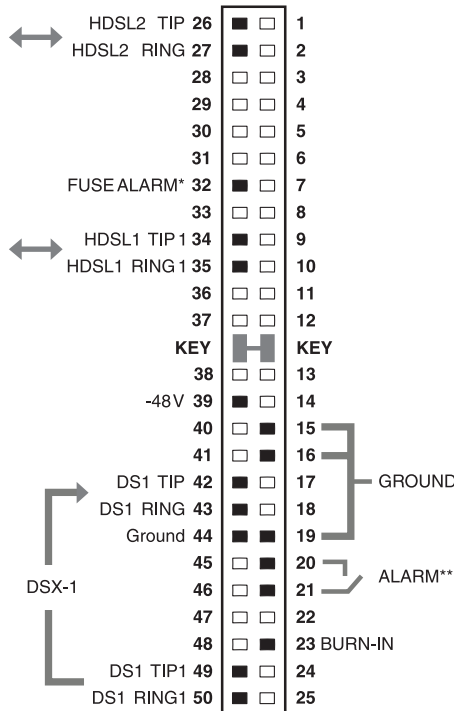 HDSL2 TIP 26 1
HDSL2 RING 27 2
28 3
29 4
30 5
31 6
FUSE ALARM* 32 7
33 8
HDSL1 TIP 1 34 9
HDSL1 RING 1 35 10
36 11
37 12
KEY KEY
38 13
-48V 39 14
40 15
41 16
DS1 TIP 42 17 GROUND
DS1 RING 43 18
Ground 44 19
45 20
DSX-1 46 21 ALARM**
47 22
48 23 BURN-IN
DS1 TIP1 49 24
DS1 RING1 50 25